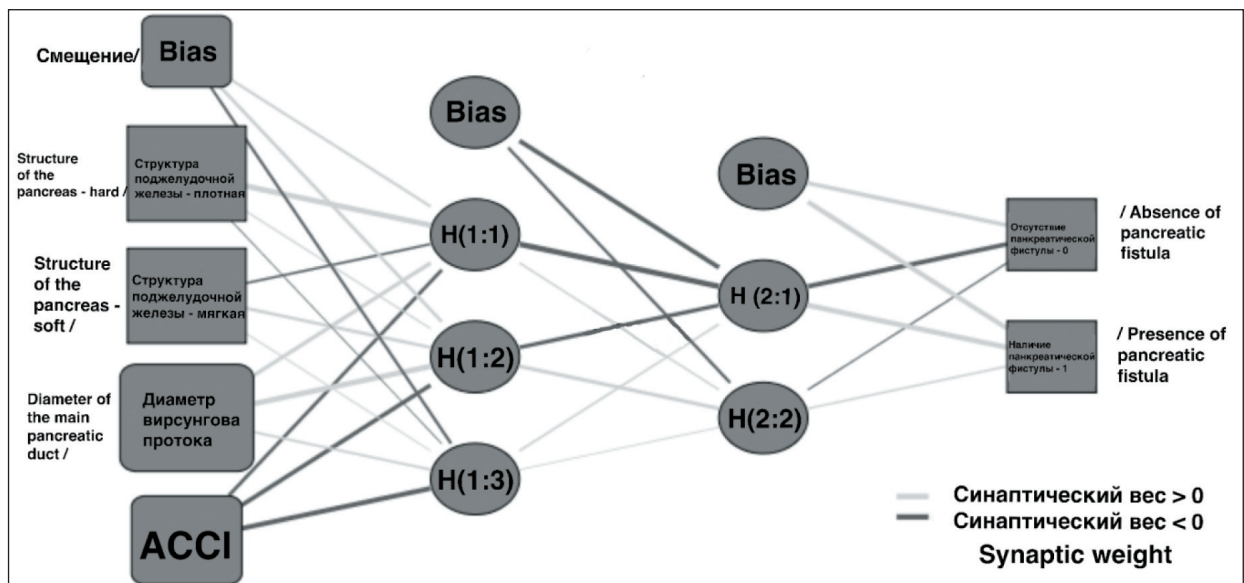 Смещение/
Bias
Structure
of the
pancreas - hard /
Структура
поджелудочной
железы - плотная
Structure
of the
pancreas -
soft /
Структура
поджелудочной
железы - мягкая
Diameter of
the main
pancreatic
duct /
Диаметр
вирсунгова
протока
ACCI
Bias
H(1:1)
H(1:2)
H(1:3)
Bias
H (2:1)
H(2:2)
Отсутствие
панкреатической
фистулы - 0
/ Absence of
pancreatic
fistula
Наличие
панкреатической
фистулы - 1
/ Presence of
pancreatic
fistula
Синаптический вес > 0
Синаптический вес < 0
Synaptic weight